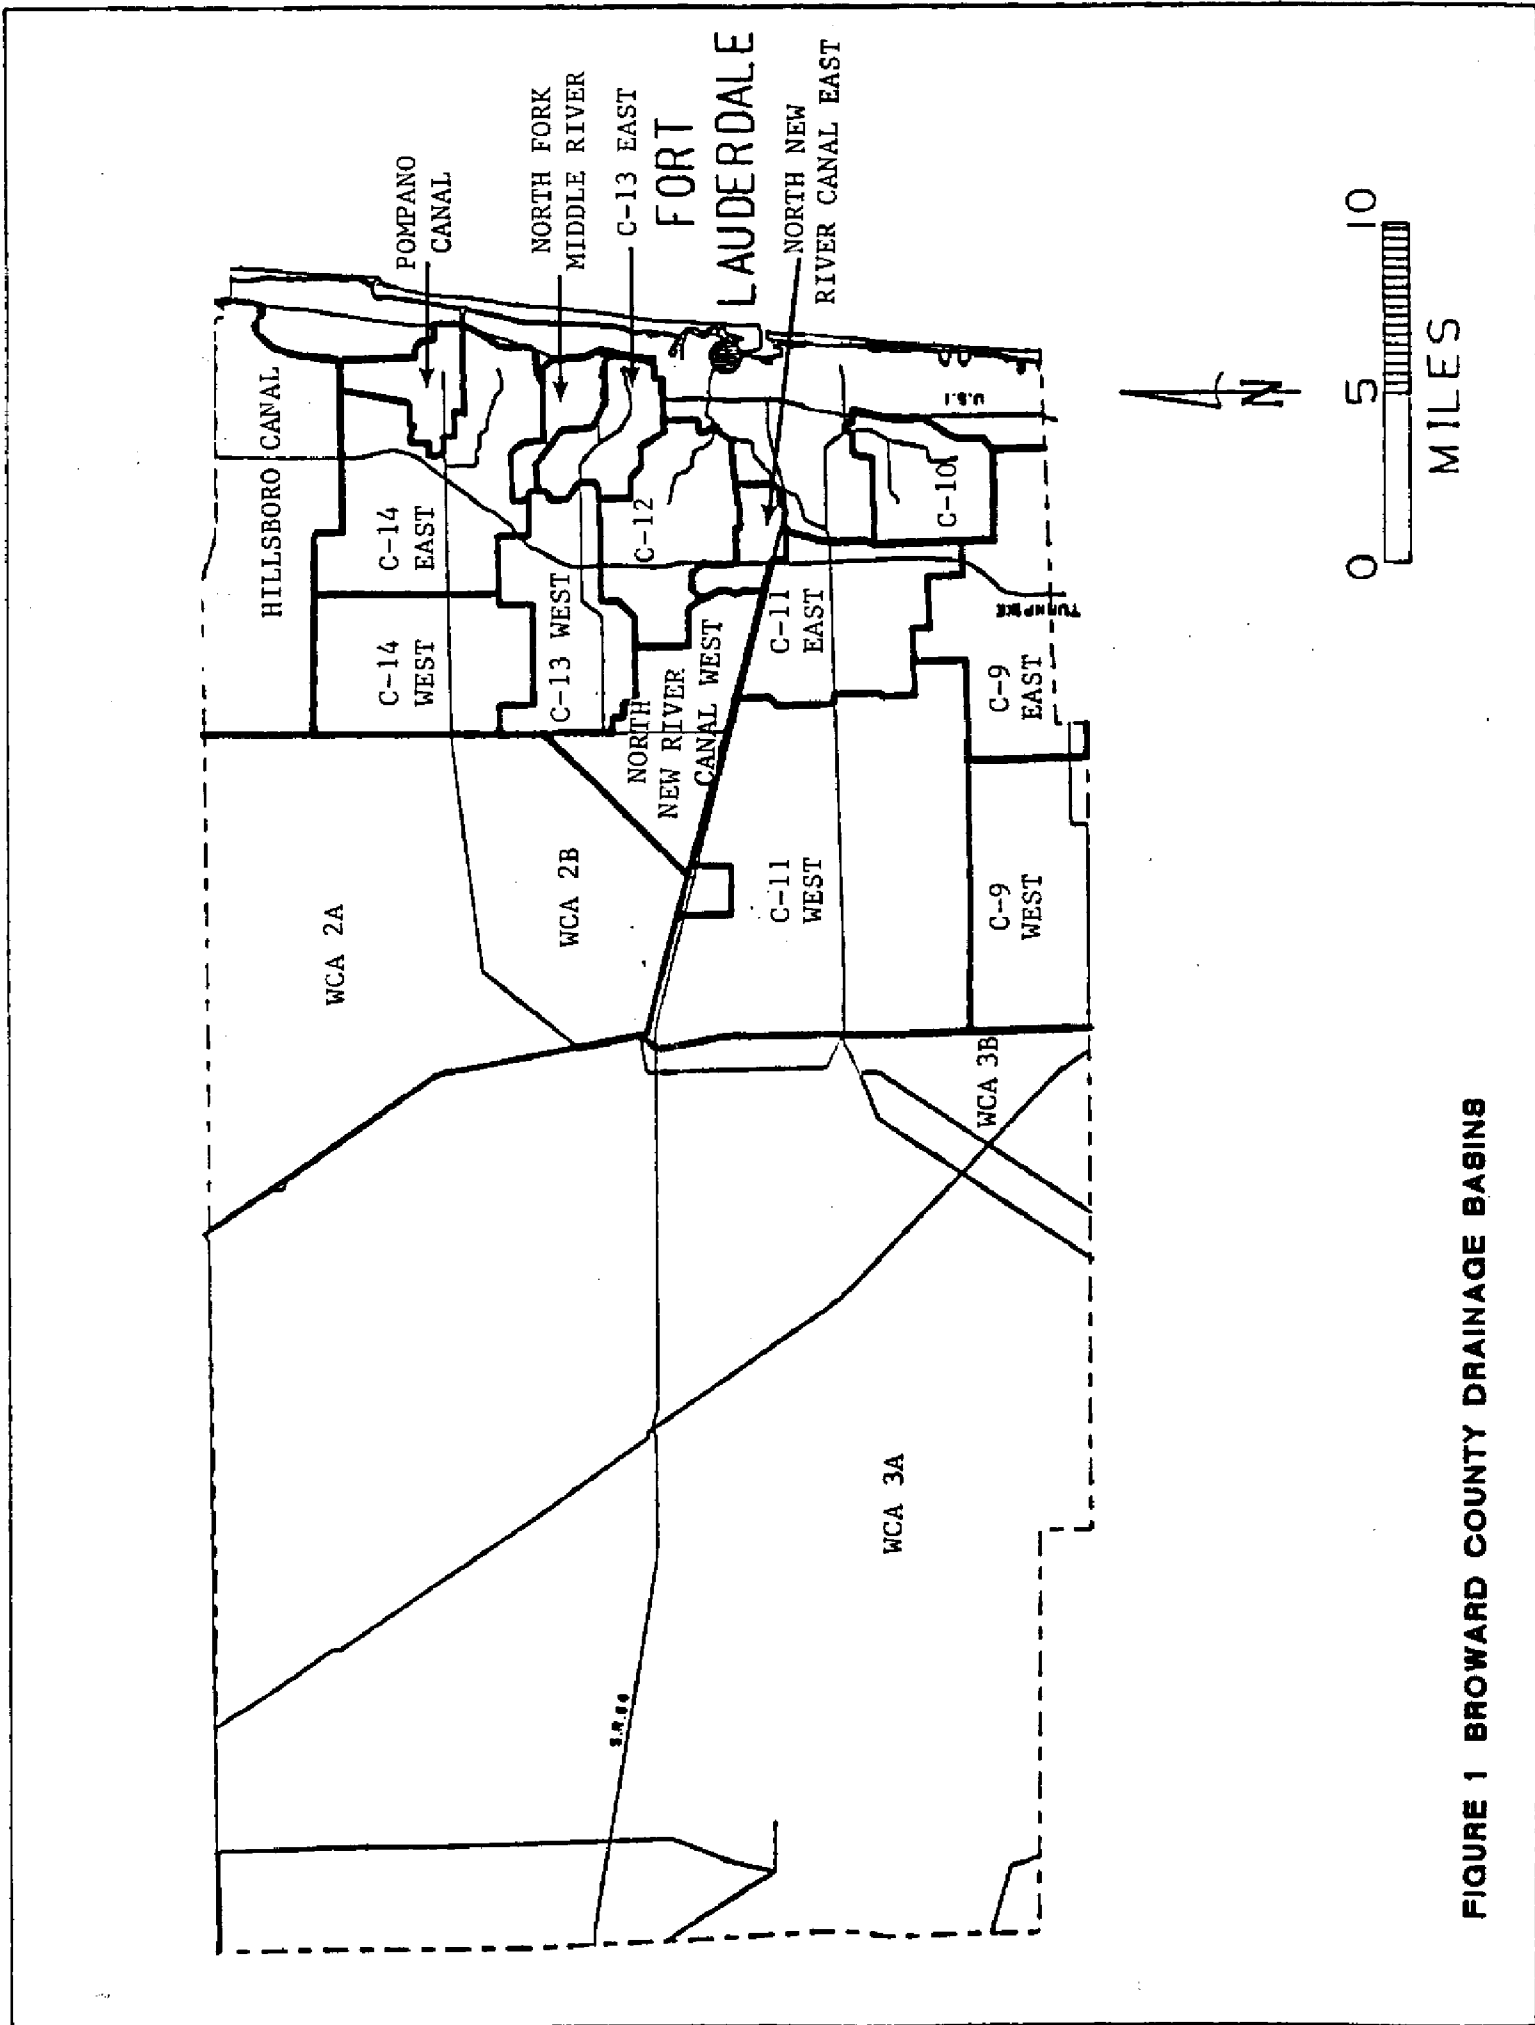 HILLSBORO CANAL
POMPANO
CANAL
C-14
WEST
C-14
EAST
NORTH FORK
MIDDLE RIVER
C-13 WEST
C-13 EAST
FORT
LAUDERDALE
C-12
NORTH
NEW RIVER
CANAL WEST
NORTH NEW
RIVER CANAL EAST
WCA 2A
WCA 2B
C-11
WEST
C-11
EAST
C-10
U.S.1
TURNPIKE
C-9
WEST
C-9
EAST
WCA 3B
WCA 3A
S.R.84
N
0 5 10
MILES
FIGURE 1 BROWARD COUNTY DRAINAGE BASINS